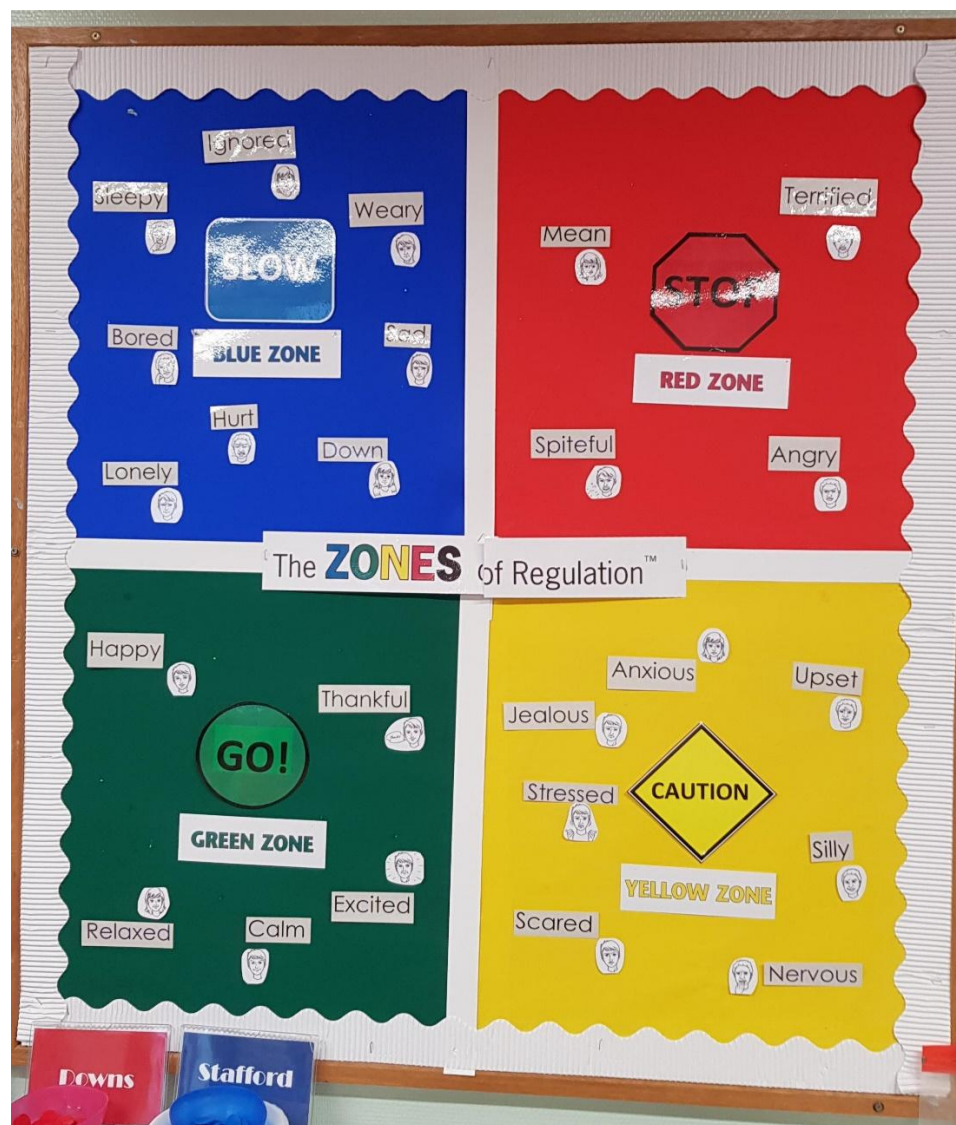 Ignored
Sleepy
Weary
SLOW
Bored
BLUE ZONE
Sad
Hurt
Down
Lonely
Terrified
Mean
STOP
RED ZONE
Spiteful
Angry
The ZONES of Regulation™
Happy
Thankful
GO!
GREEN ZONE
Excited
Relaxed
Calm
Anxious
Upset
Jealous
Stressed
CAUTION
Silly
YELLOW ZONE
Scared
Nervous
Downs
Stafford